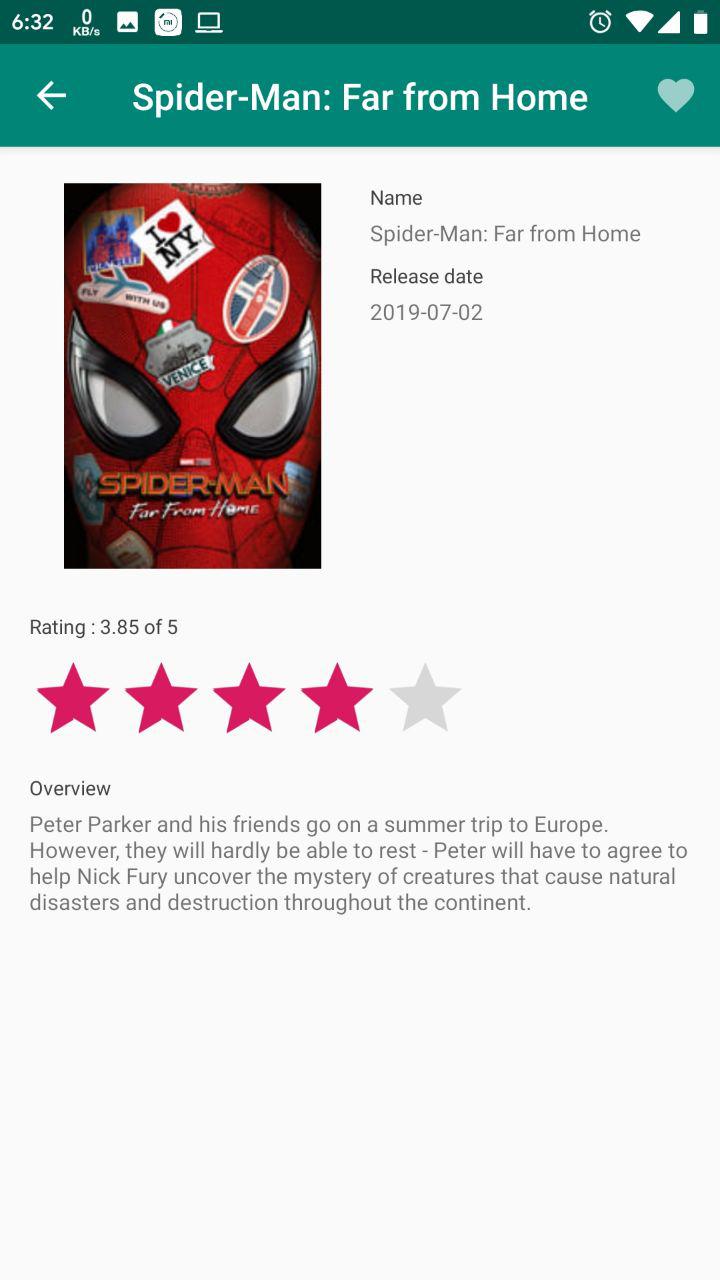 6:32
0
KB/s
Spider-Man: Far from Home
I
NY
FLY WITH US
VENICE
SPIDER-MAN
Far From Home
Name
Spider-Man: Far from Home
Release date
2019-07-02
Rating : 3.85 of 5
Overview
Peter Parker and his friends go on a summer trip to Europe.
However, they will hardly be able to rest - Peter will have to agree to
help Nick Fury uncover the mystery of creatures that cause natural
disasters and destruction throughout the continent.